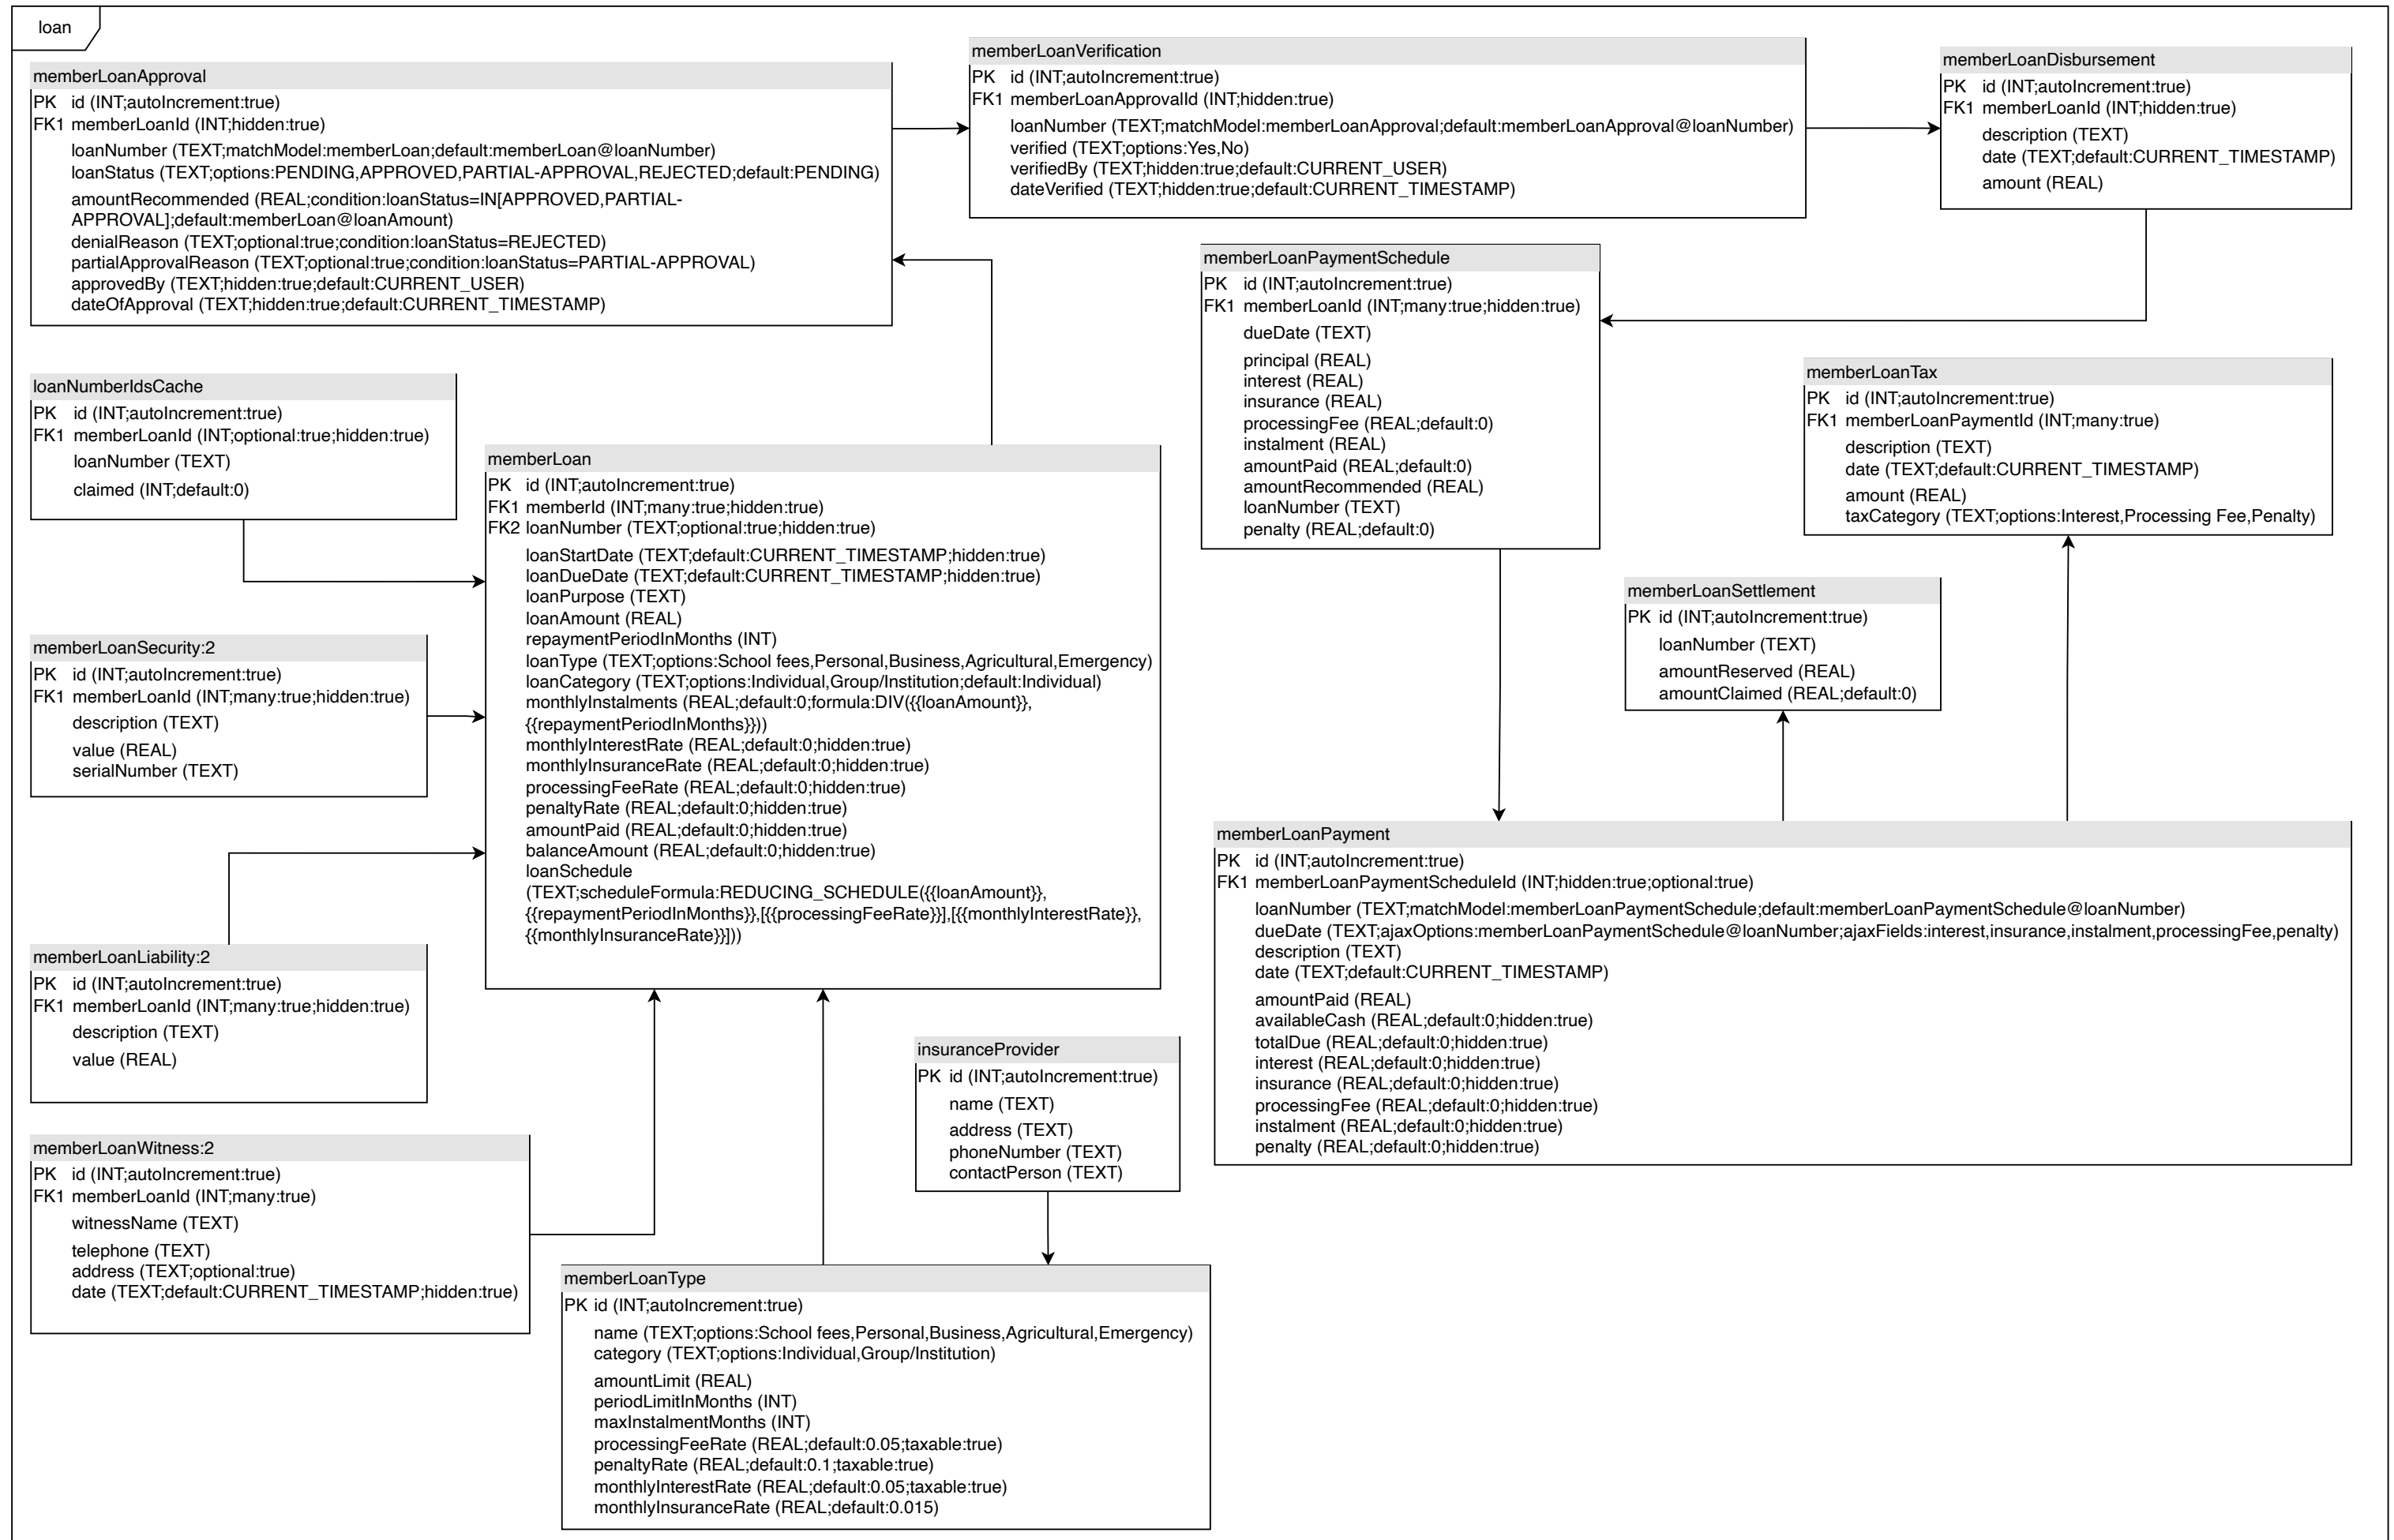 loan
memberLoanApproval
PK id (INT;autoIncrement:true)
FK1 memberLoanId (INT;hidden:true)
loanNumber (TEXT;matchModel:memberLoan;default:memberLoan@loanNumber)
loanStatus (TEXT;options:PENDING,APPROVED,PARTIAL-APPROVAL,REJECTED;default:PENDING)
amountRecommended (REAL;condition:loanStatus=IN[APPROVED,PARTIAL-
APPROVAL];default:memberLoan@loanAmount)
denialReason (TEXT;optional:true;condition:loanStatus=REJECTED)
partialApprovalReason (TEXT;optional:true;condition:loanStatus=PARTIAL-APPROVAL)
approvedBy (TEXT;hidden:true;default:CURRENT_USER)
dateOfApproval (TEXT;hidden:true;default:CURRENT_TIMESTAMP)
memberLoanVerification
PK id (INT;autoIncrement:true)
FK1 memberLoanApprovalId (INT;hidden:true)
loanNumber (TEXT;matchModel:memberLoanApproval;default:memberLoanApproval@loanNumber)
verified (TEXT;options:Yes,No)
verifiedBy (TEXT;hidden:true;default:CURRENT_USER)
dateVerified (TEXT;hidden:true;default:CURRENT_TIMESTAMP)
memberLoanDisbursement
PK id (INT;autoIncrement:true)
FK1 memberLoanId (INT;hidden:true)
description (TEXT)
date (TEXT;default:CURRENT_TIMESTAMP)
amount (REAL)
memberLoanPaymentSchedule
PK id (INT;autoIncrement:true)
FK1 memberLoanId (INT;many:true;hidden:true)
dueDate (TEXT)
principal (REAL)
interest (REAL)
insurance (REAL)
processingFee (REAL;default:0)
instalment (REAL)
amountPaid (REAL;default:0)
amountRecommended (REAL)
loanNumber (TEXT)
penalty (REAL;default:0)
memberLoanTax
PK id (INT;autoIncrement:true)
FK1 memberLoanPaymentId (INT;many:true)
description (TEXT)
date (TEXT;default:CURRENT_TIMESTAMP)
amount (REAL)
taxCategory (TEXT;options:Interest,Processing Fee,Penalty)
loanNumberIdsCache
PK id (INT;autoIncrement:true)
FK1 memberLoanId (INT;optional:true;hidden:true)
loanNumber (TEXT)
claimed (INT;default:0)
memberLoan
PK id (INT;autoIncrement:true)
FK1 memberId (INT;many:true;hidden:true)
FK2 loanNumber (TEXT;optional:true;hidden:true)
loanStartDate (TEXT;default:CURRENT_TIMESTAMP;hidden:true)
loanDueDate (TEXT;default:CURRENT_TIMESTAMP;hidden:true)
loanPurpose (TEXT)
loanAmount (REAL)
repaymentPeriodInMonths (INT)
loanType (TEXT;options:School fees,Personal,Business,Agricultural,Emergency)
loanCategory (TEXT;options:Individual,Group/Institution;default:Individual)
monthlyInstalments (REAL;default:0;formula:DIV({{loanAmount}},
{{repaymentPeriodInMonths}}))
monthlyInterestRate (REAL;default:0;hidden:true)
monthlyInsuranceRate (REAL;default:0;hidden:true)
processingFeeRate (REAL;default:0;hidden:true)
penaltyRate (REAL;default:0;hidden:true)
amountPaid (REAL;default:0;hidden:true)
balanceAmount (REAL;default:0;hidden:true)
loanSchedule
(TEXT;scheduleFormula:REDUCING_SCHEDULE({{loanAmount}},
{{repaymentPeriodInMonths}},[{{processingFeeRate}}],[{{monthlyInterestRate}},
{{monthlyInsuranceRate}}]))
memberLoanSettlement
PK id (INT;autoIncrement:true)
loanNumber (TEXT)
amountReserved (REAL)
amountClaimed (REAL;default:0)
memberLoanSecurity:2
PK id (INT;autoIncrement:true)
FK1 memberLoanId (INT;many:true;hidden:true)
description (TEXT)
value (REAL)
serialNumber (TEXT)
memberLoanPayment
PK id (INT;autoIncrement:true)
FK1 memberLoanPaymentScheduleId (INT;hidden:true;optional:true)
loanNumber (TEXT;matchModel:memberLoanPaymentSchedule;default:memberLoanPaymentSchedule@loanNumber)
dueDate (TEXT;ajaxOptions:memberLoanPaymentSchedule@loanNumber;ajaxFields:interest,insurance,instalment,processingFee,penalty)
description (TEXT)
date (TEXT;default:CURRENT_TIMESTAMP)
amountPaid (REAL)
availableCash (REAL;default:0;hidden:true)
totalDue (REAL;default:0;hidden:true)
interest (REAL;default:0;hidden:true)
insurance (REAL;default:0;hidden:true)
processingFee (REAL;default:0;hidden:true)
instalment (REAL;default:0;hidden:true)
penalty (REAL;default:0;hidden:true)
memberLoanLiability:2
PK id (INT;autoIncrement:true)
FK1 memberLoanId (INT;many:true;hidden:true)
description (TEXT)
value (REAL)
insuranceProvider
PK id (INT;autoIncrement:true)
name (TEXT)
address (TEXT)
phoneNumber (TEXT)
contactPerson (TEXT)
memberLoanWitness:2
PK id (INT;autoIncrement:true)
FK1 memberLoanId (INT;many:true)
witnessName (TEXT)
telephone (TEXT)
address (TEXT;optional:true)
date (TEXT;default:CURRENT_TIMESTAMP;hidden:true)
memberLoanType
PK id (INT;autoIncrement:true)
name (TEXT;options:School fees,Personal,Business,Agricultural,Emergency)
category (TEXT;options:Individual,Group/Institution)
amountLimit (REAL)
periodLimitInMonths (INT)
maxInstalmentMonths (INT)
processingFeeRate (REAL;default:0.05;taxable:true)
penaltyRate (REAL;default:0.1;taxable:true)
monthlyInterestRate (REAL;default:0.05;taxable:true)
monthlyInsuranceRate (REAL;default:0.015)